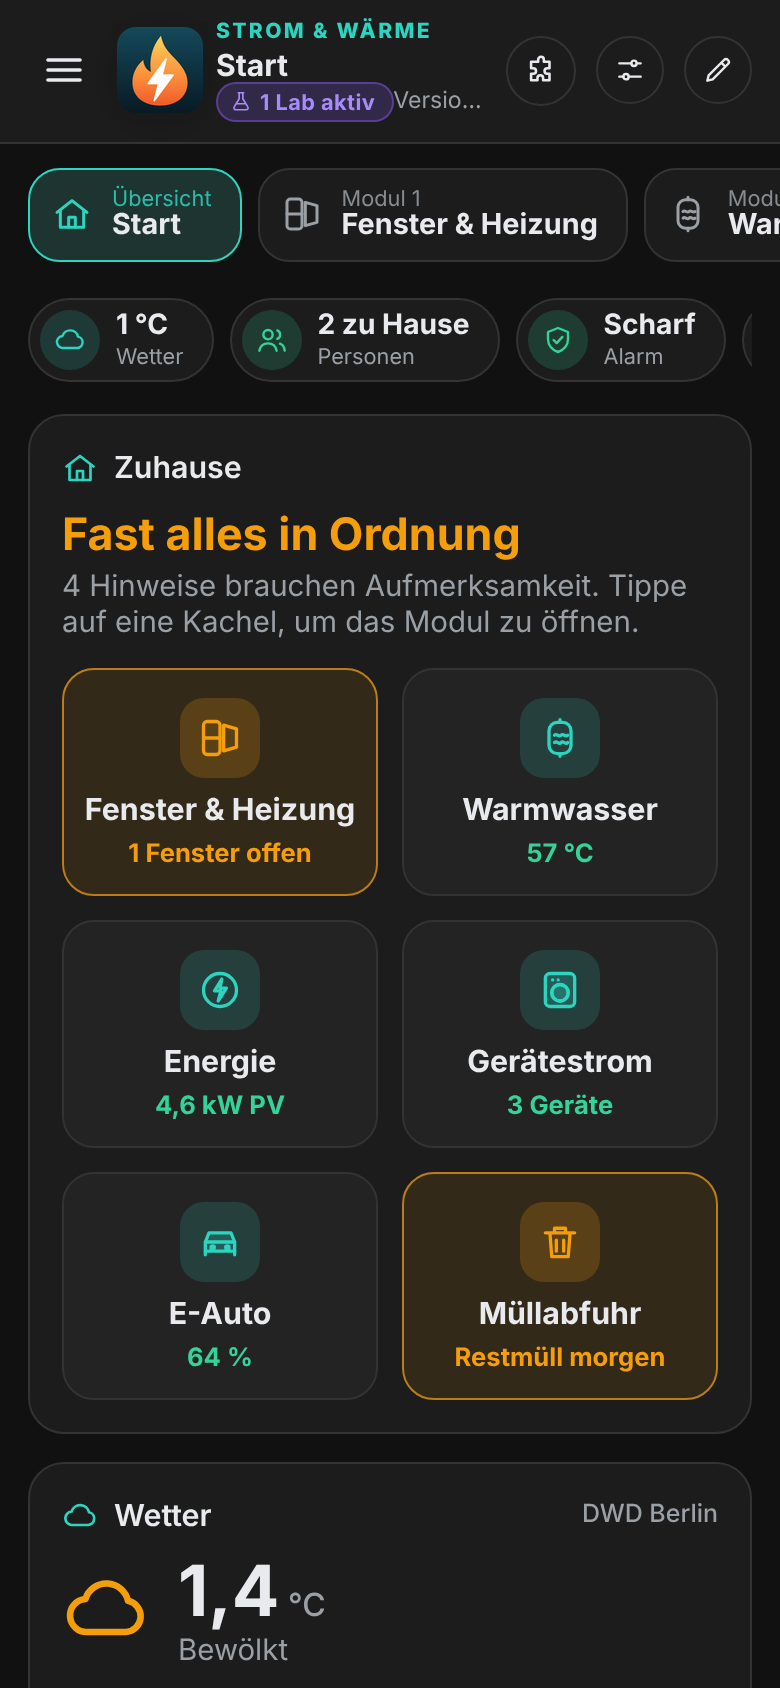 STROM & WÄRME
Start
1 Lab aktiv Versio...
Übersicht
Start
Modul 1
Fenster & Heizung
1 °C
Wetter
2 zu Hause
Personen
Scharf
Alarm
Zuhause
Fast alles in Ordnung
4 Hinweise brauchen Aufmerksamkeit. Tippe
auf eine Kachel, um das Modul zu öffnen.
Fenster & Heizung
1 Fenster offen
Warmwasser
57 °C
Energie
4,6 kW PV
Gerätestrom
3 Geräte
E-Auto
64 %
Müllabfuhr
Restmüll morgen
Wetter
DWD Berlin
1,4 °C
Bewölkt